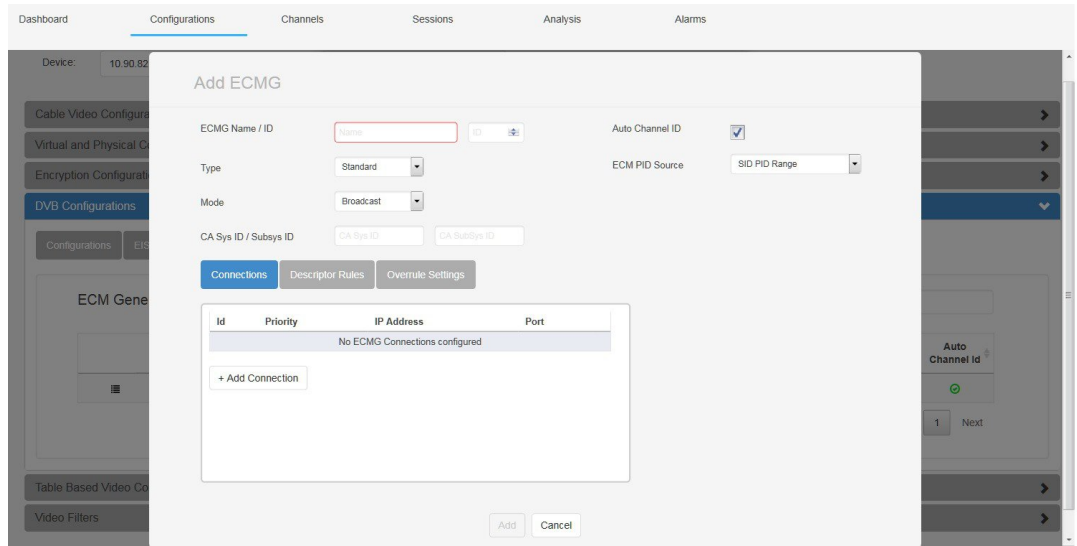 Dashboard Configurations Channels Sessions Analysis Alarms
Device: 10.90.82
Add ECMG
Cable Video Configura
Virtual and Physical Co
Encryption Configurati
DVB Configurations
Configurations EIS
ECM Gene
ECMG Name / ID Name ID Auto Channel ID
Type Standard ECM PID Source SID PID Range
Mode Broadcast
CA Sys ID / Subsys ID CA Sys ID CA SubSys ID
Connections Descriptor Rules Overrule Settings
Id Priority IP Address Port
No ECMG Connections configured
+ Add Connection
Auto
Channel Id
1 Next
Table Based Video Co
Video Filters
Add Cancel